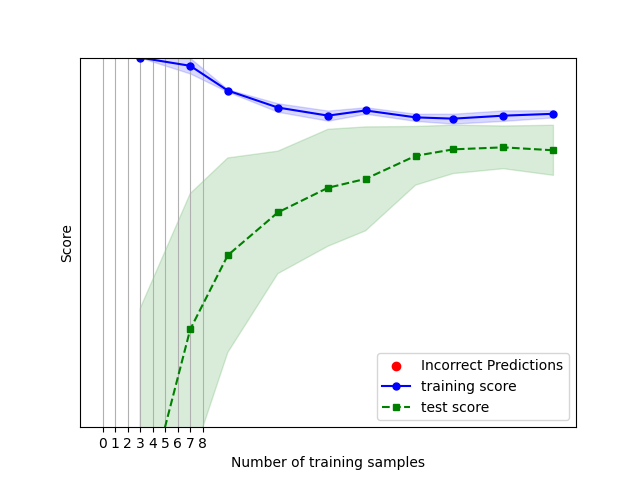 Score
Incorrect Predictions
training score
test score
0 1 2 3 4 5 6 7 8
Number of training samples